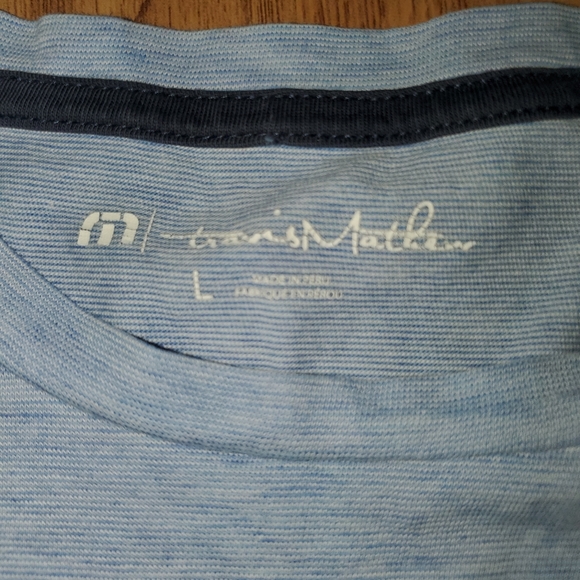 m | travisMathew
L
MADE IN PERU
FABRIQUÉ EN PÉROU